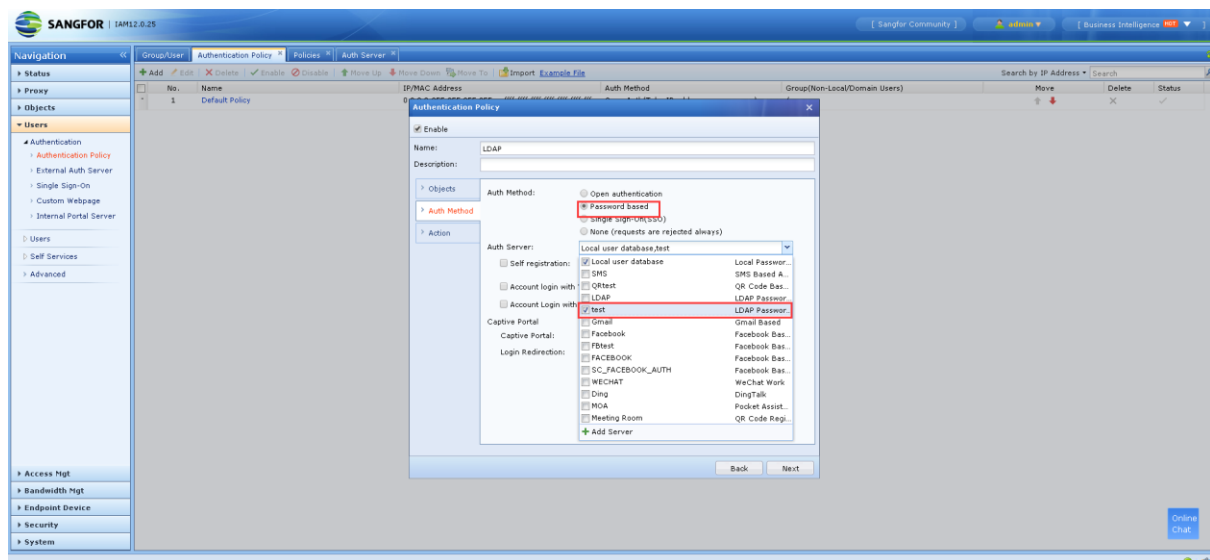 SANGFOR | IAM12.0.25
[ Sangfor Community ] admin ▼ [ Business Intelligence HOT ▼ ]
Navigation «
Group/User Authentication Policy × Policies × Auth Server ×
Status
Add Edit Delete Enable Disable Move Up Move Down Move To Import Example File
Search by IP Address Search
No. Name IP/MAC Address Auth Method Group(Non-Local/Domain Users) Move Delete Status
1 Default Policy
Proxy
Objects
Users
Authentication
Authentication Policy
External Auth Server
Single Sign-On
Custom Webpage
Internal Portal Server
Users
Self Services
Advanced
Access Mgt
Bandwidth Mgt
Endpoint Device
Security
System
Authentication Policy ×
Enable
Name: LDAP
Description:
Objects
Auth Method
Action
Auth Method: Open authentication
Password based
Single Sign-On(SSO)
None (requests are rejected always)
Auth Server: Local user database,test
Self registration:
Account login with
Account Login with
Captive Portal
Captive Portal:
Login Redirection:
Local user database Local Passwor...
SMS SMS Based A...
QRtest QR Code Bas...
LDAP LDAP Passwor...
test LDAP Passwor...
Gmail Gmail Based
Facebook Facebook Bas...
FBtest Facebook Bas...
FACEBOOK Facebook Bas...
SC_FACEBOOK_AUTH Facebook Bas...
WECHAT WeChat Work
Ding DingTalk
MOA Pocket Assist...
Meeting Room QR Code Regi...
Add Server
Back Next
Online
Chat